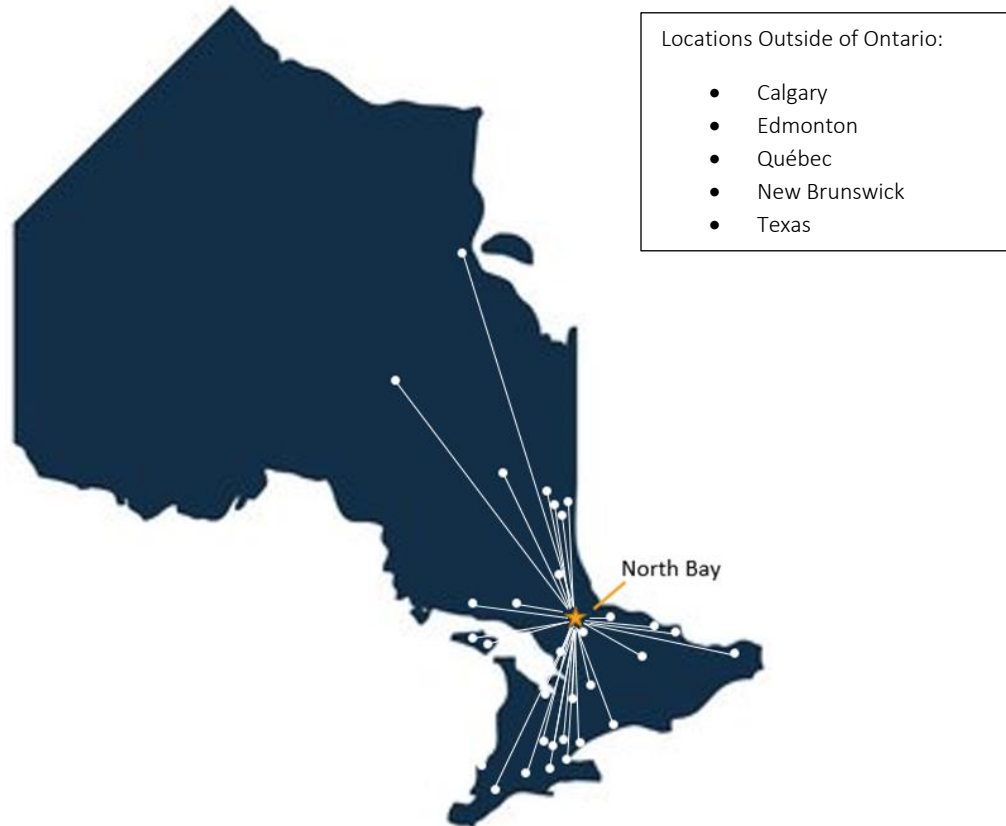 Locations Outside of Ontario:
• Calgary
• Edmonton
• Québec
• New Brunswick
• Texas
North Bay